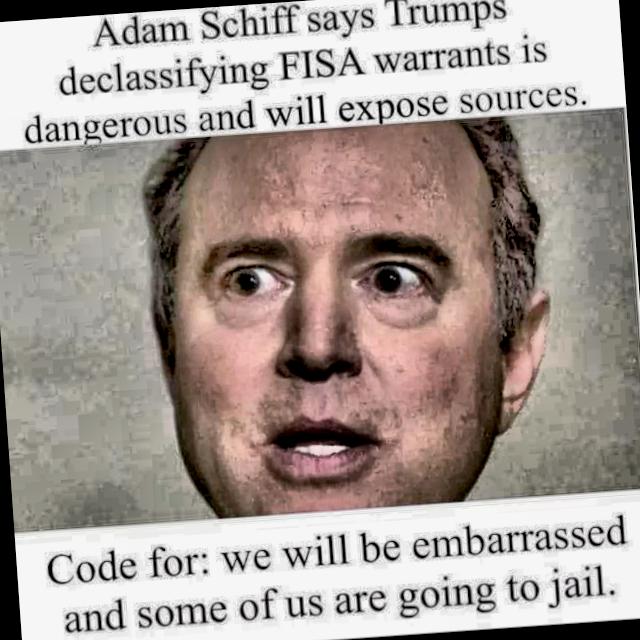 Adam Schiff says Trumps
declassifying FISA warrants is
dangerous and will expose sources.
Code for: we will be embarrassed
and some of us are going to jail.